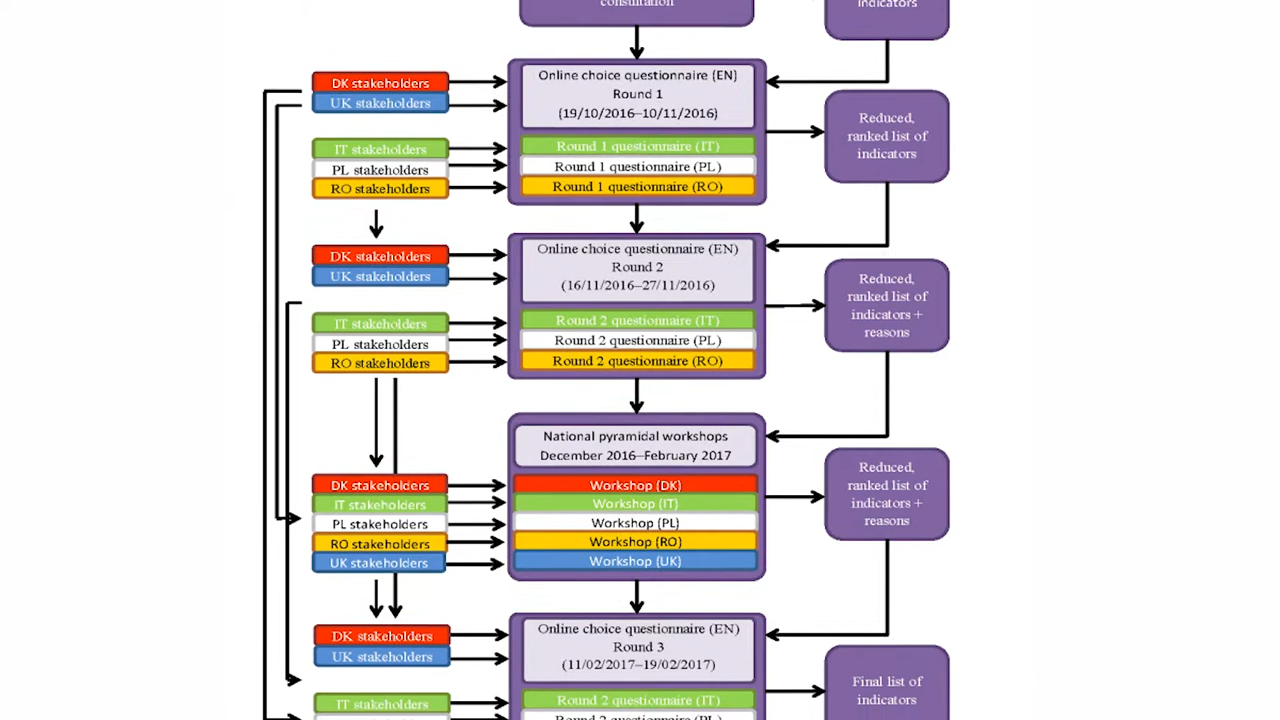 consultation
indicators
DK stakeholders
UK stakeholders
IT stakeholders
PL stakeholders
RO stakeholders
Online choice questionnaire (EN)
Round 1
(19/10/2016–10/11/2016)
Round 1 questionnaire (IT)
Round 1 questionnaire (PL)
Round 1 questionnaire (RO)
Reduced,
ranked list of
indicators
DK stakeholders
UK stakeholders
IT stakeholders
PL stakeholders
RO stakeholders
Online choice questionnaire (EN)
Round 2
(16/11/2016–27/11/2016)
Round 2 questionnaire (IT)
Round 2 questionnaire (PL)
Round 2 questionnaire (RO)
Reduced,
ranked list of
indicators +
reasons
National pyramidal workshops
December 2016–February 2017
DK stakeholders
IT stakeholders
PL stakeholders
RO stakeholders
UK stakeholders
Workshop (DK)
Workshop (IT)
Workshop (PL)
Workshop (RO)
Workshop (UK)
Reduced,
ranked list of
indicators +
reasons
DK stakeholders
UK stakeholders
IT stakeholders
Online choice questionnaire (EN)
Round 3
(11/02/2017–19/02/2017)
Round 2 questionnaire (IT)
Round 2 questionnaire (PL)
Final list of
indicators